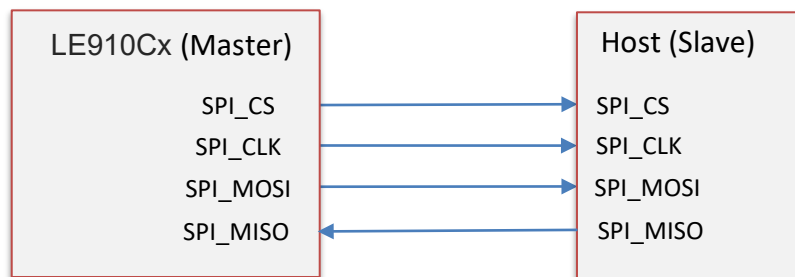 LE910Cx (Master)
SPI_CS
SPI_CLK
SPI_MOSI
SPI_MISO
Host (Slave)
SPI_CS
SPI_CLK
SPI_MOSI
SPI_MISO